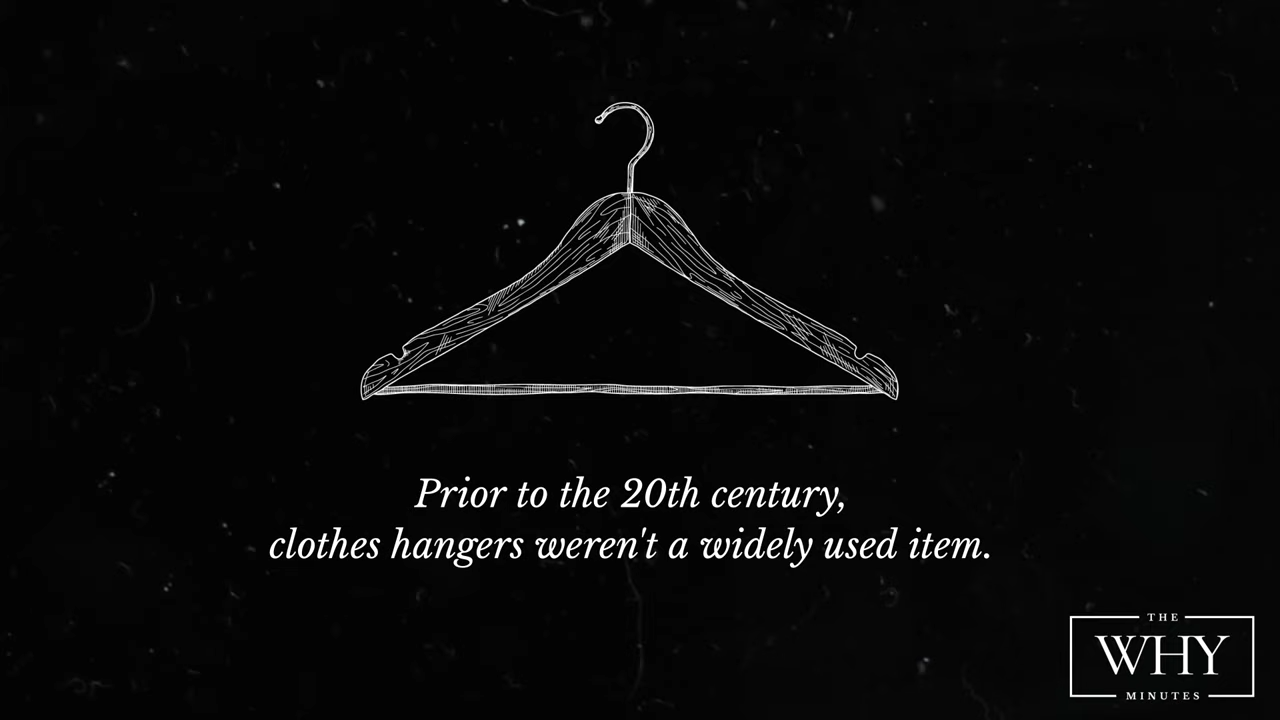 Prior to the 20th century,
clothes hangers weren't a widely used item.
THE
WHY
MINUTES